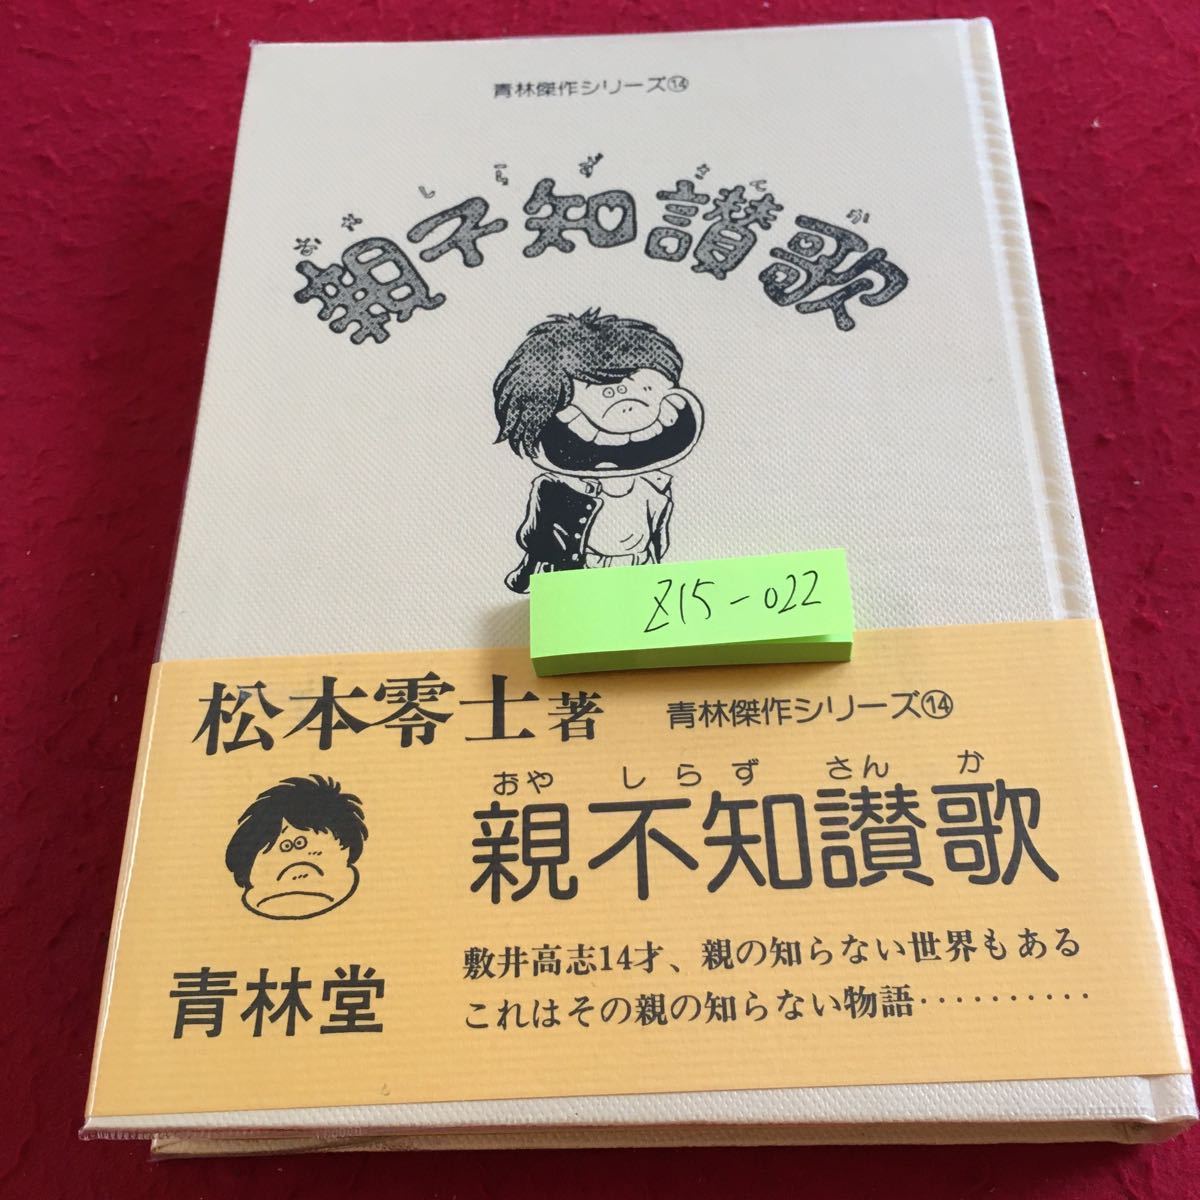 青林傑作シリーズ⑭
おやしらずさんか
親子知讃歌
Z15-022
松本零士著
青林傑作シリーズ⑭
おや しらず さん か
親不知讃歌
敷井高志14才、親の知らない世界もある
これはその親の知らない物語‥‥‥‥‥
青林堂